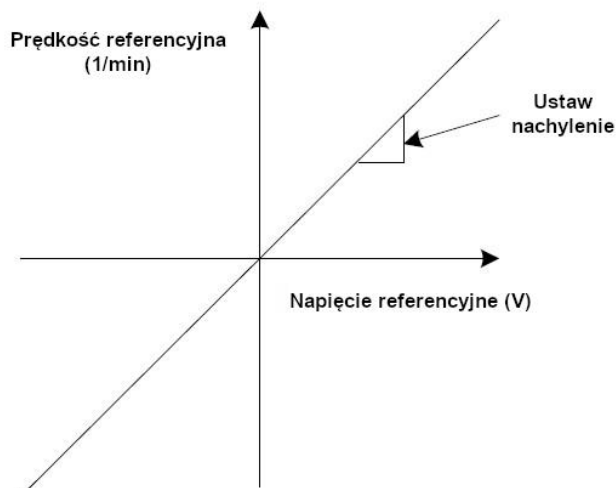 Prędkość referencyjna
(1/min)
Ustaw
nachylenie
Napięcie referencyjne (V)